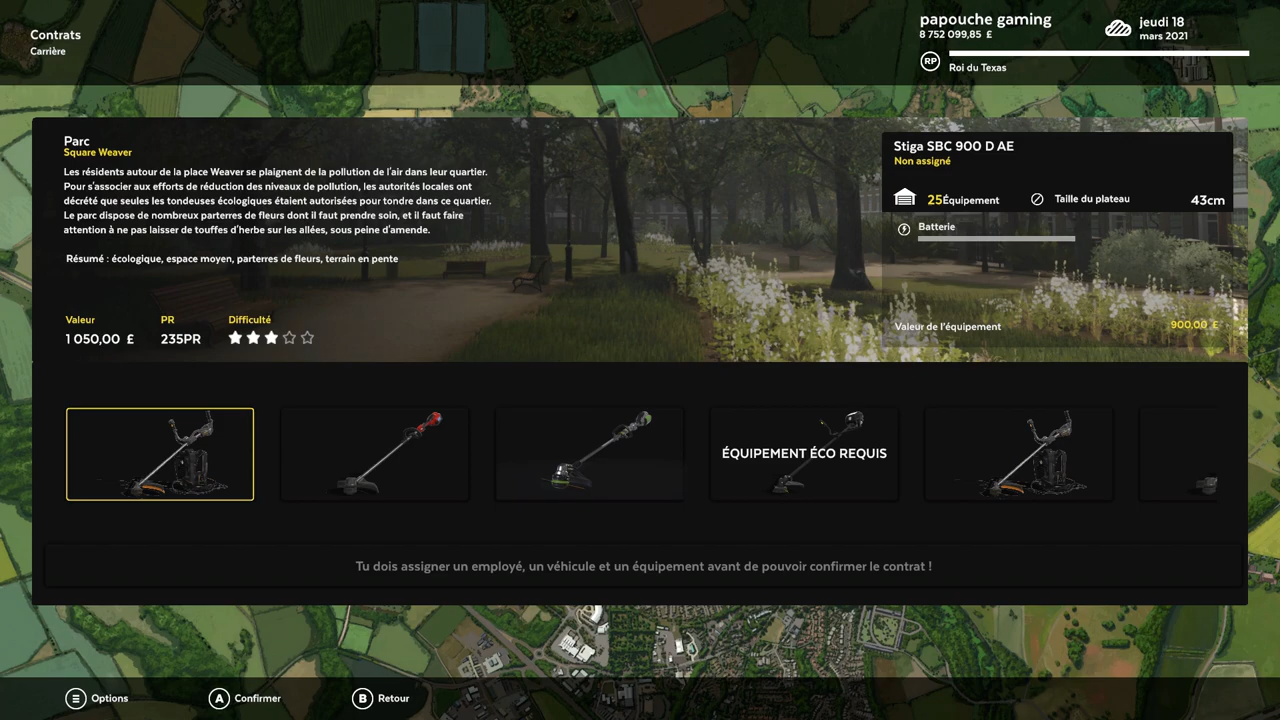 Contrats
Carrière
papouche gaming
8 752 099,85 £
jeudi 18
mars 2021
RP
Roi du Texas
Parc
Square Weaver
Les résidents autour de la place Weaver se plaignent de la pollution de l'air dans leur quartier.
Pour s'associer aux efforts de réduction des niveaux de pollution, les autorités locales ont
décrété que seules les tondeuses écologiques étaient autorisées pour tondre dans ce quartier.
Le parc dispose de nombreux parterres de fleurs dont il faut prendre soin, et il faut faire
attention à ne pas laisser de touffes d'herbe sur les allées, sous peine d'amende.
Résumé : écologique, espace moyen, parterres de fleurs, terrain en pente
Valeur
1 050,00 £
PR
235PR
Difficulté
Stiga SBC 900 D AE
Non assigné
25Équipement
Taille du plateau
43cm
Batterie
Valeur de l'équipement
900,00 £
ÉQUIPEMENT ÉCO REQUIS
Tu dois assigner un employé, un véhicule et un équipement avant de pouvoir confirmer le contrat !
Options
A Confirmer
B Retour